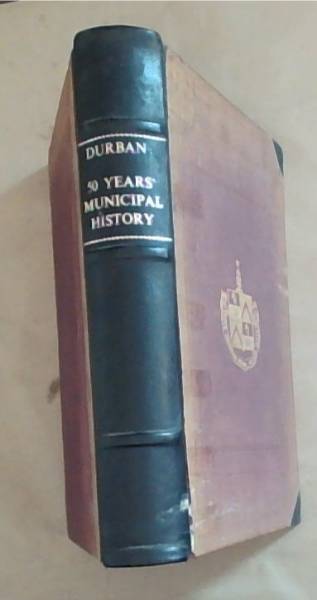 DURBAN
50 YEARS'
MUNICIPAL
HISTORY